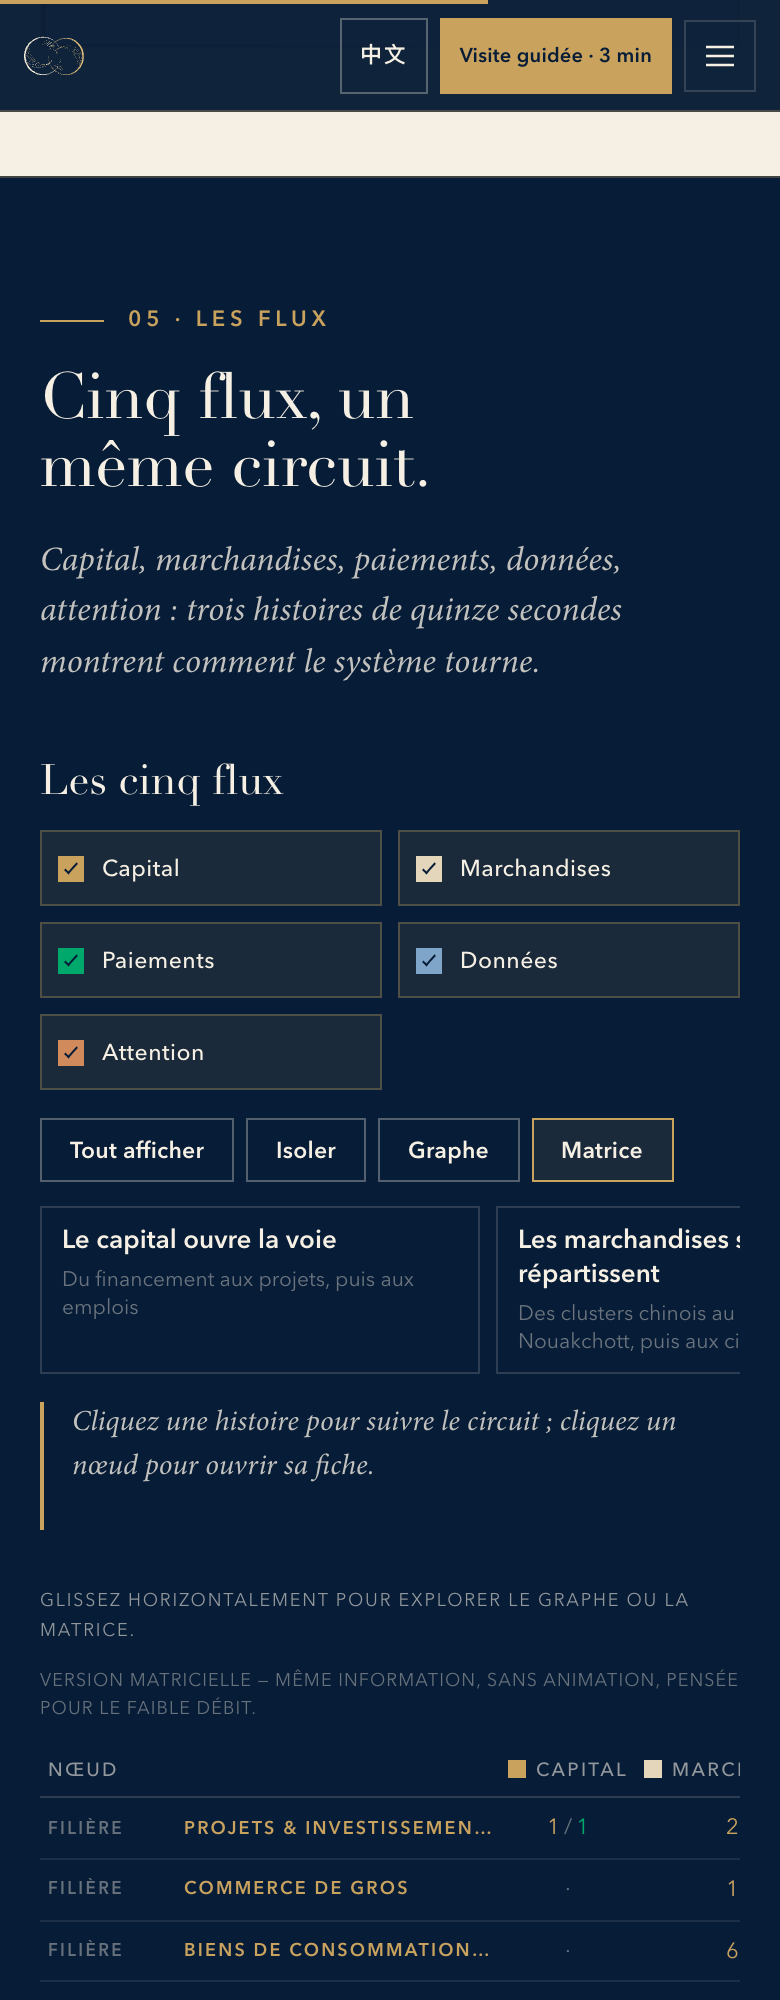 中文
Visite guidée · 3 min
05 · LES FLUX
Cinq flux, un
même circuit.
Capital, marchandises, paiements, données,
attention : trois histoires de quinze secondes
montrent comment le système tourne.
Les cinq flux
Capital
Marchandises
Paiements
Données
Attention
Tout afficher
Isoler
Graphe
Matrice
Le capital ouvre la voie
Du financement aux projets, puis aux
emplois
Les marchandises s
répartissent
Des clusters chinois au
Nouakchott, puis aux ci
Cliquez une histoire pour suivre le circuit ; cliquez un
nœud pour ouvrir sa fiche.
GLISSEZ HORIZONTALEMENT POUR EXPLORER LE GRAPHE OU LA
MATRICE.
VERSION MATRICIELLE — MÊME INFORMATION, SANS ANIMATION, PENSÉE
POUR LE FAIBLE DÉBIT.
NŒUD CAPITAL MARCH
FILIÈRE PROJETS & INVESTISSEMEN… 1 / 1 2
FILIÈRE COMMERCE DE GROS · 1
FILIÈRE BIENS DE CONSOMMATION… · 6